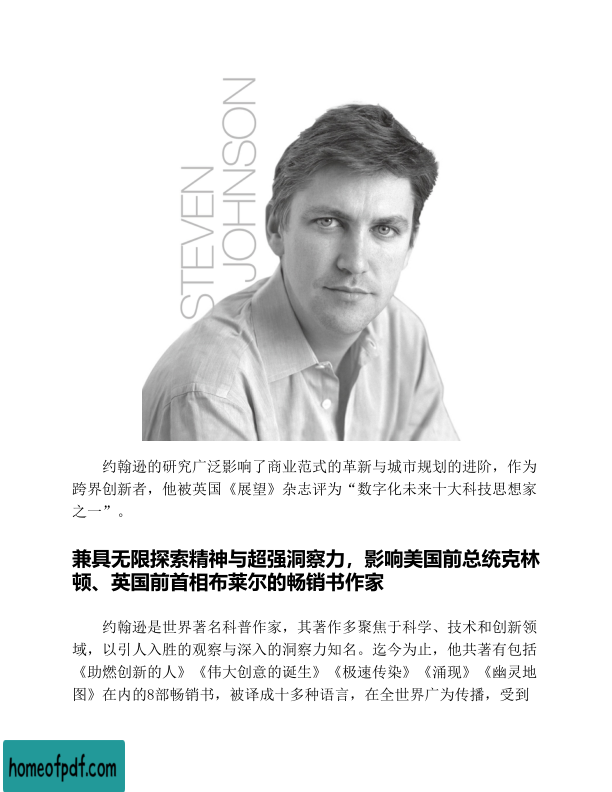 STEVEN
JOHNSON
约翰逊的研究广泛影响了商业范式的革新与城市规划的进阶，作为
跨界创新者，他被英国《展望》杂志评为“数字化未来十大科技思想家
之一”。
兼具无限探索精神与超强洞察力，影响美国前总统克林
顿、英国前首相布莱尔的畅销书作家
约翰逊是世界著名科普作家，其著作多聚焦于科学、技术和创新领
域，以引人入胜的观察与深入的洞察力知名。迄今为止，他共著有包括
《助燃创新的人》《伟大创意的诞生》《极速传染》《涌现》《幽灵地
图》在内的8部畅销书，被译成十多种语言，在全世界广为传播，受到
homeofpdf.com